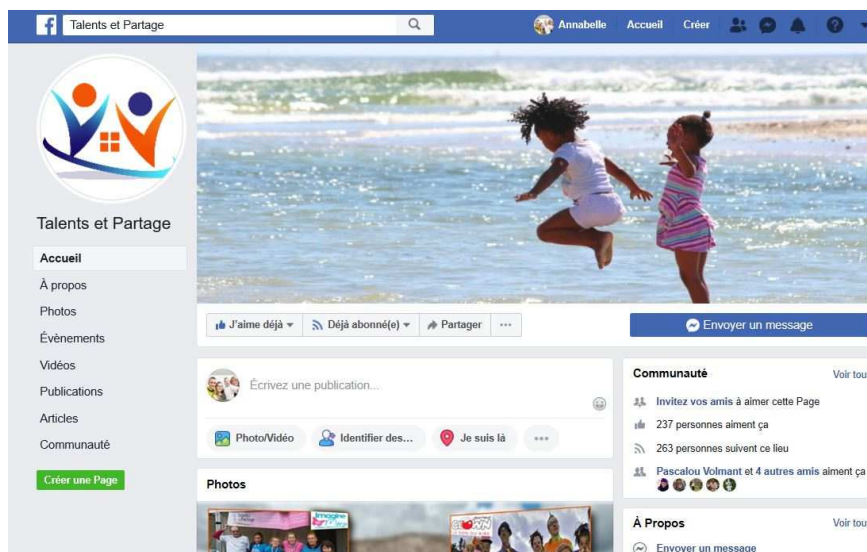 Talents et Partage
Annabelle Accueil Créer
Talents et Partage
Accueil
À propos
Photos
Évènements
Vidéos
Publications
Articles
Communauté
Créer une Page
J'aime déjà Déjà abonné(e) Partager
Envoyer un message
Écrivez une publication...
Photo/Vidéo Identifier des... Je suis là
Photos
Imagine
CLOWN
Communauté Voir tou
Invitez vos amis à aimer cette Page
237 personnes aiment ça
263 personnes suivent ce lieu
Pascalou Volmant et 4 autres amis aiment ça
À Propos Voir tou
Envoyer un message